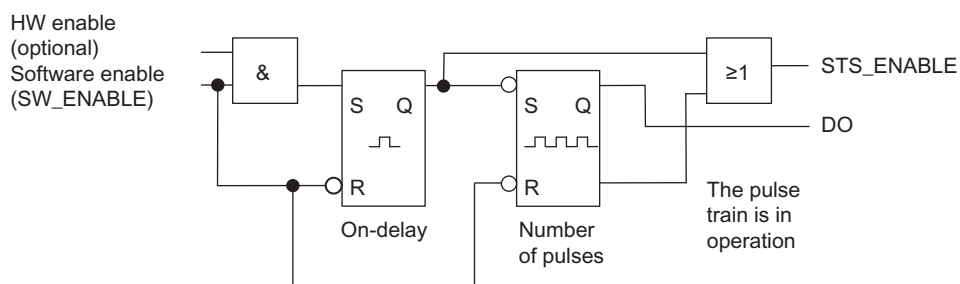 HW enable
(optional)
Software enable
(SW_ENABLE)
&
≥1
STS_ENABLE
S Q
S Q
DO
R
R
On-delay
Number
of pulses
The pulse
train is in
operation